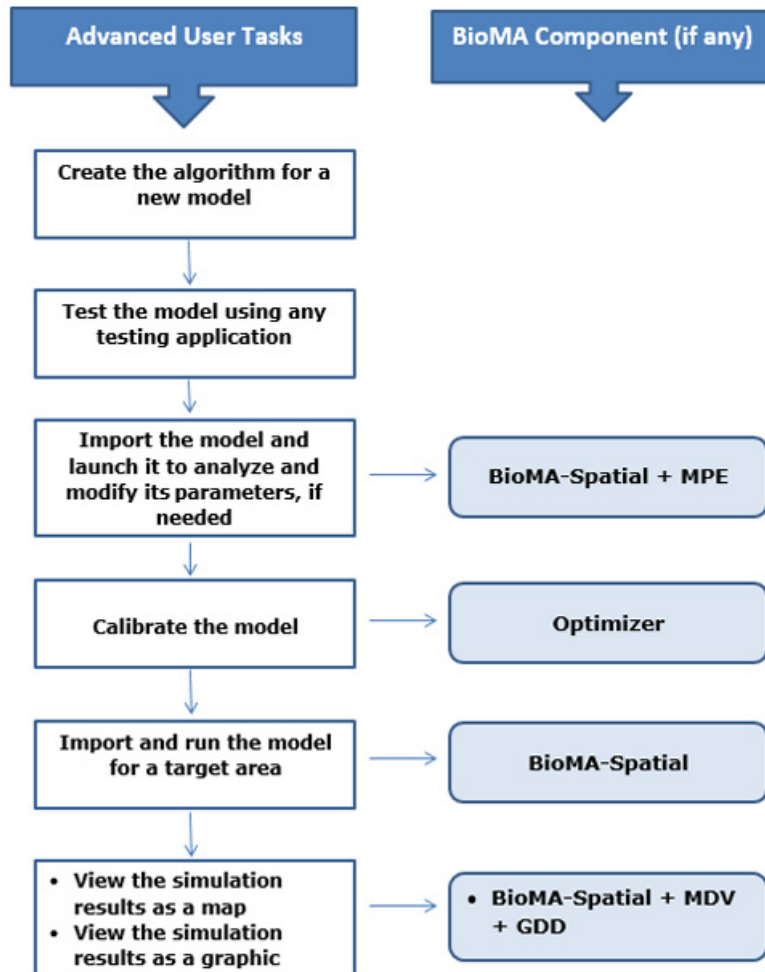 Advanced User Tasks
BioMA Component (if any)
Create the algorithm for a
new model
Test the model using any
testing application
Import the model and
launch it to analyze and
modify its parameters, if
needed
BioMA-Spatial + MPE
Calibrate the model
Optimizer
Import and run the model
for a target area
BioMA-Spatial
• View the simulation
results as a map
• View the simulation
results as a graphic
• BioMA-Spatial + MDV
+ GDD